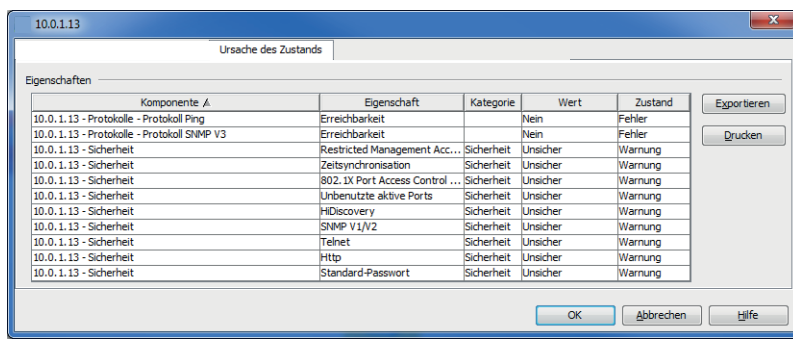 10.0.1.13
Ursache des Zustands
Eigenschaften
Komponente Eigenschaft Kategorie Wert Zustand
10.0.1.13 - Protokolle - Protokoll Ping Erreichbarkeit Nein Fehler
10.0.1.13 - Protokolle - Protokoll SNMP V3 Erreichbarkeit Nein Fehler
10.0.1.13 - Sicherheit Restricted Management Acc... Sicherheit Unsicher Warnung
10.0.1.13 - Sicherheit Zeitsynchronisation Sicherheit Unsicher Warnung
10.0.1.13 - Sicherheit 802.1X Port Access Control ... Sicherheit Unsicher Warnung
10.0.1.13 - Sicherheit Unbenutzte aktive Ports Sicherheit Unsicher Warnung
10.0.1.13 - Sicherheit HiDiscovery Sicherheit Unsicher Warnung
10.0.1.13 - Sicherheit SNMP V1/V2 Sicherheit Unsicher Warnung
10.0.1.13 - Sicherheit Telnet Sicherheit Unsicher Warnung
10.0.1.13 - Sicherheit Http Sicherheit Unsicher Warnung
10.0.1.13 - Sicherheit Standard-Passwort Sicherheit Unsicher Warnung
Exportieren
Drucken
OK Abbrechen Hilfe